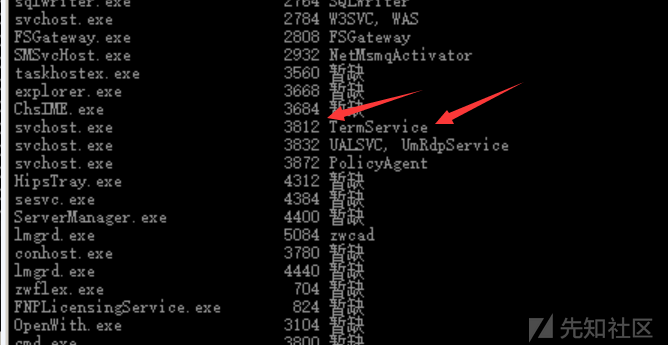 sqlwriter.exe 2764 SQLWriter
svchost.exe 2784 W3SVC, WAS
FSGateway.exe 2808 FSGateway
SMSvcHost.exe 2932 NetMsmqActivator
taskhostex.exe 3560 暂缺
explorer.exe 3668 暂缺
ChsIME.exe 3684 暂缺
svchost.exe 3812 TermService
svchost.exe 3832 UALSVC, UmRdpService
svchost.exe 3872 PolicyAgent
HipsTray.exe 4312 暂缺
sesvc.exe 4384 暂缺
ServerManager.exe 4400 暂缺
lmgrd.exe 5084 zwcad
conhost.exe 3780 暂缺
lmgrd.exe 4440 暂缺
zwflex.exe 704 暂缺
FNPLicensingService.exe 824 暂缺
OpenWith.exe 3104 暂缺
cmd.exe 3800 暂缺
先知社区